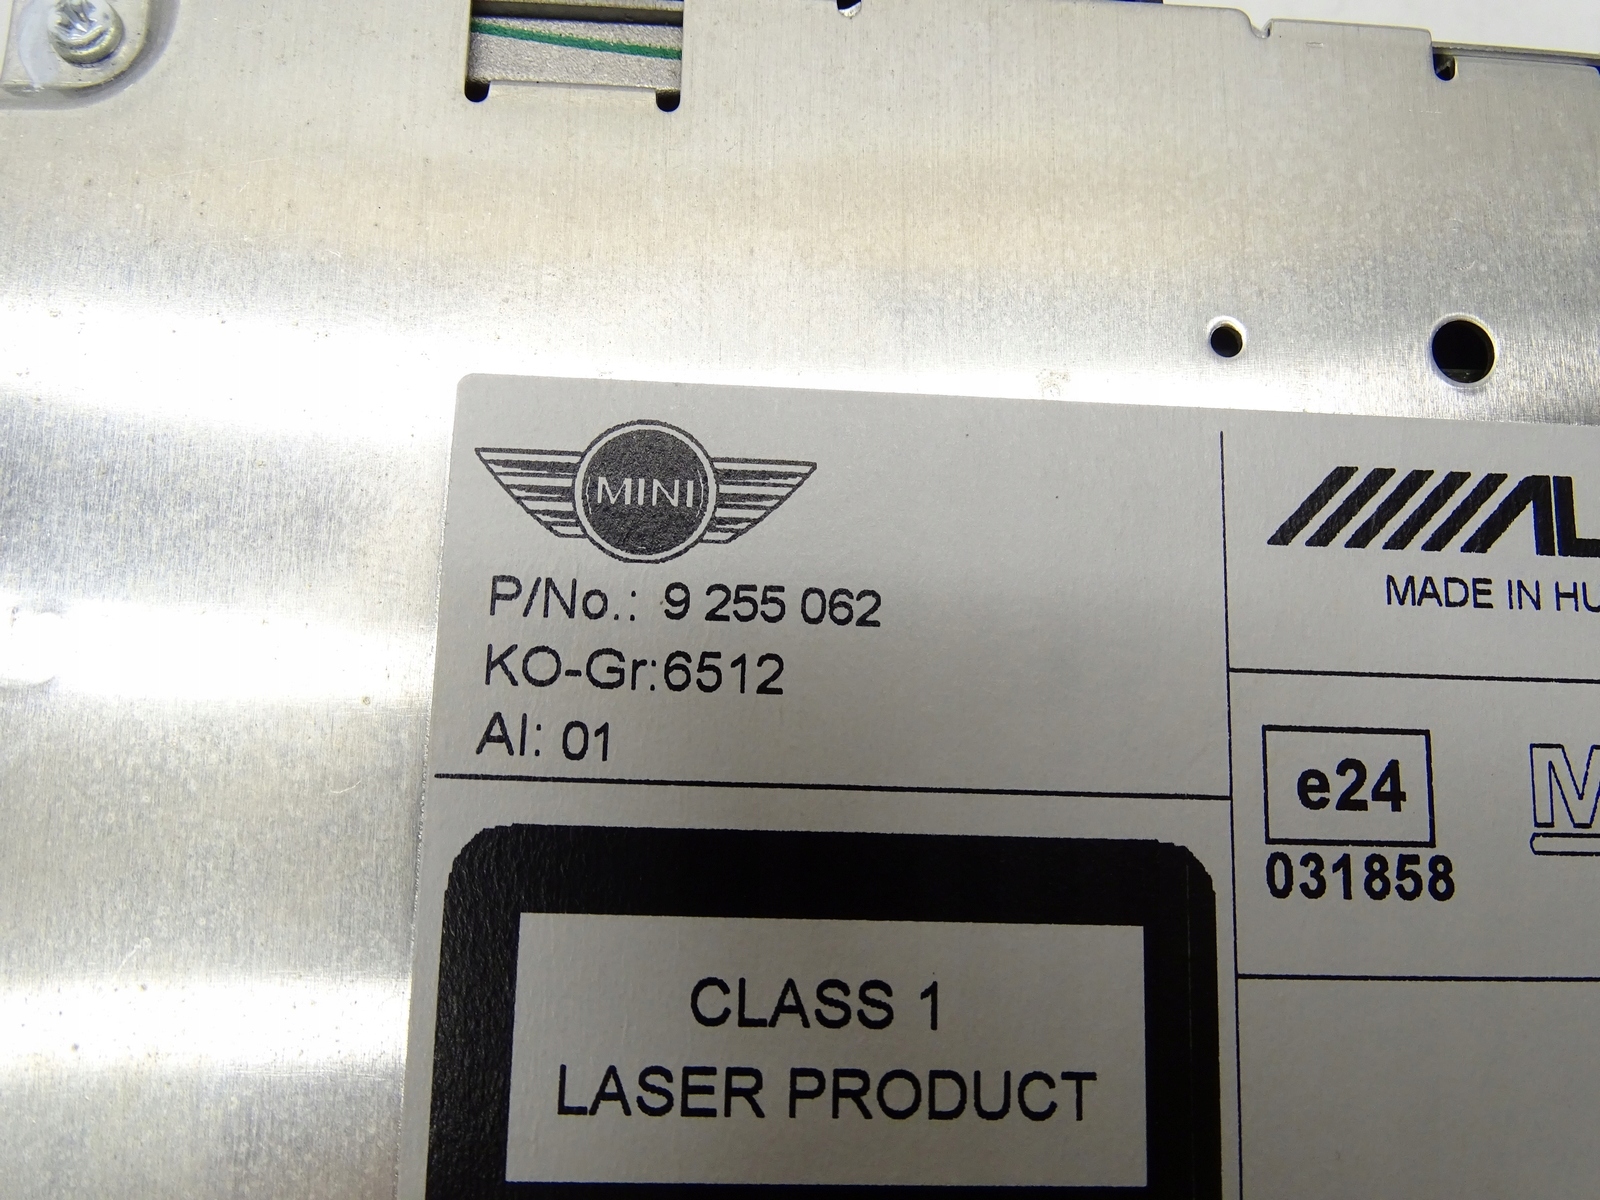 MINI
P/No.: 9 255 062
KO-Gr:6512
AI: 01
CLASS 1
LASER PRODUCT
MADE IN HU
e24
031858